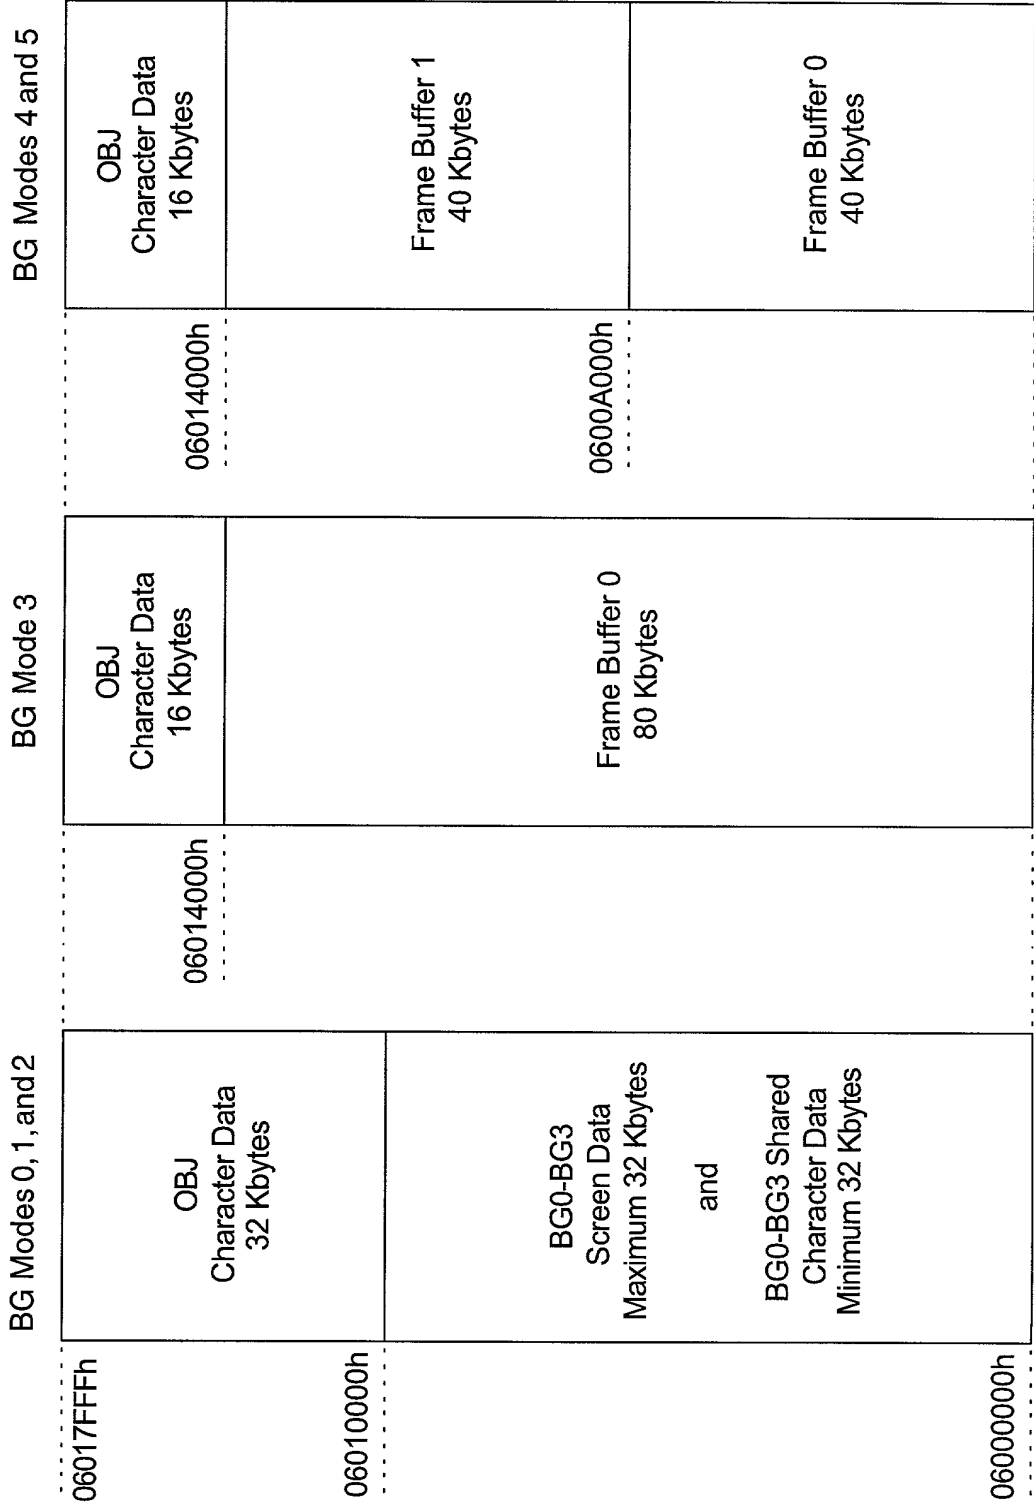 BG Modes 0, 1, and 2
06017FFFh
OBJ
Character Data
32 Kbytes
06010000h
BG0-BG3
Screen Data
Maximum 32 Kbytes
and
BG0-BG3 Shared
Character Data
Minimum 32 Kbytes
06000000h
BG Mode 3
OBJ
Character Data
16 Kbytes
06014000h
Frame Buffer 0
80 Kbytes
BG Modes 4 and 5
OBJ
Character Data
16 Kbytes
06014000h
Frame Buffer 1
40 Kbytes
0600A000h
Frame Buffer 0
40 Kbytes